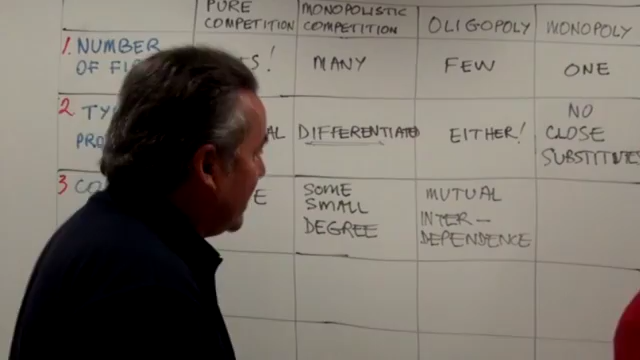 PURE COMPETITION
MONOPOLISTIC COMPETITION
OLIGOPOLY
MONOPOLY
1. NUMBER
OF
MANY
FEW
ONE
2
DIFFERENTIATED
EITHER!
NO
CLOSE
SUBSTITUTES
3
SOME
SMALL
DEGREE
MUTUAL
INTER-
DEPENDENCE